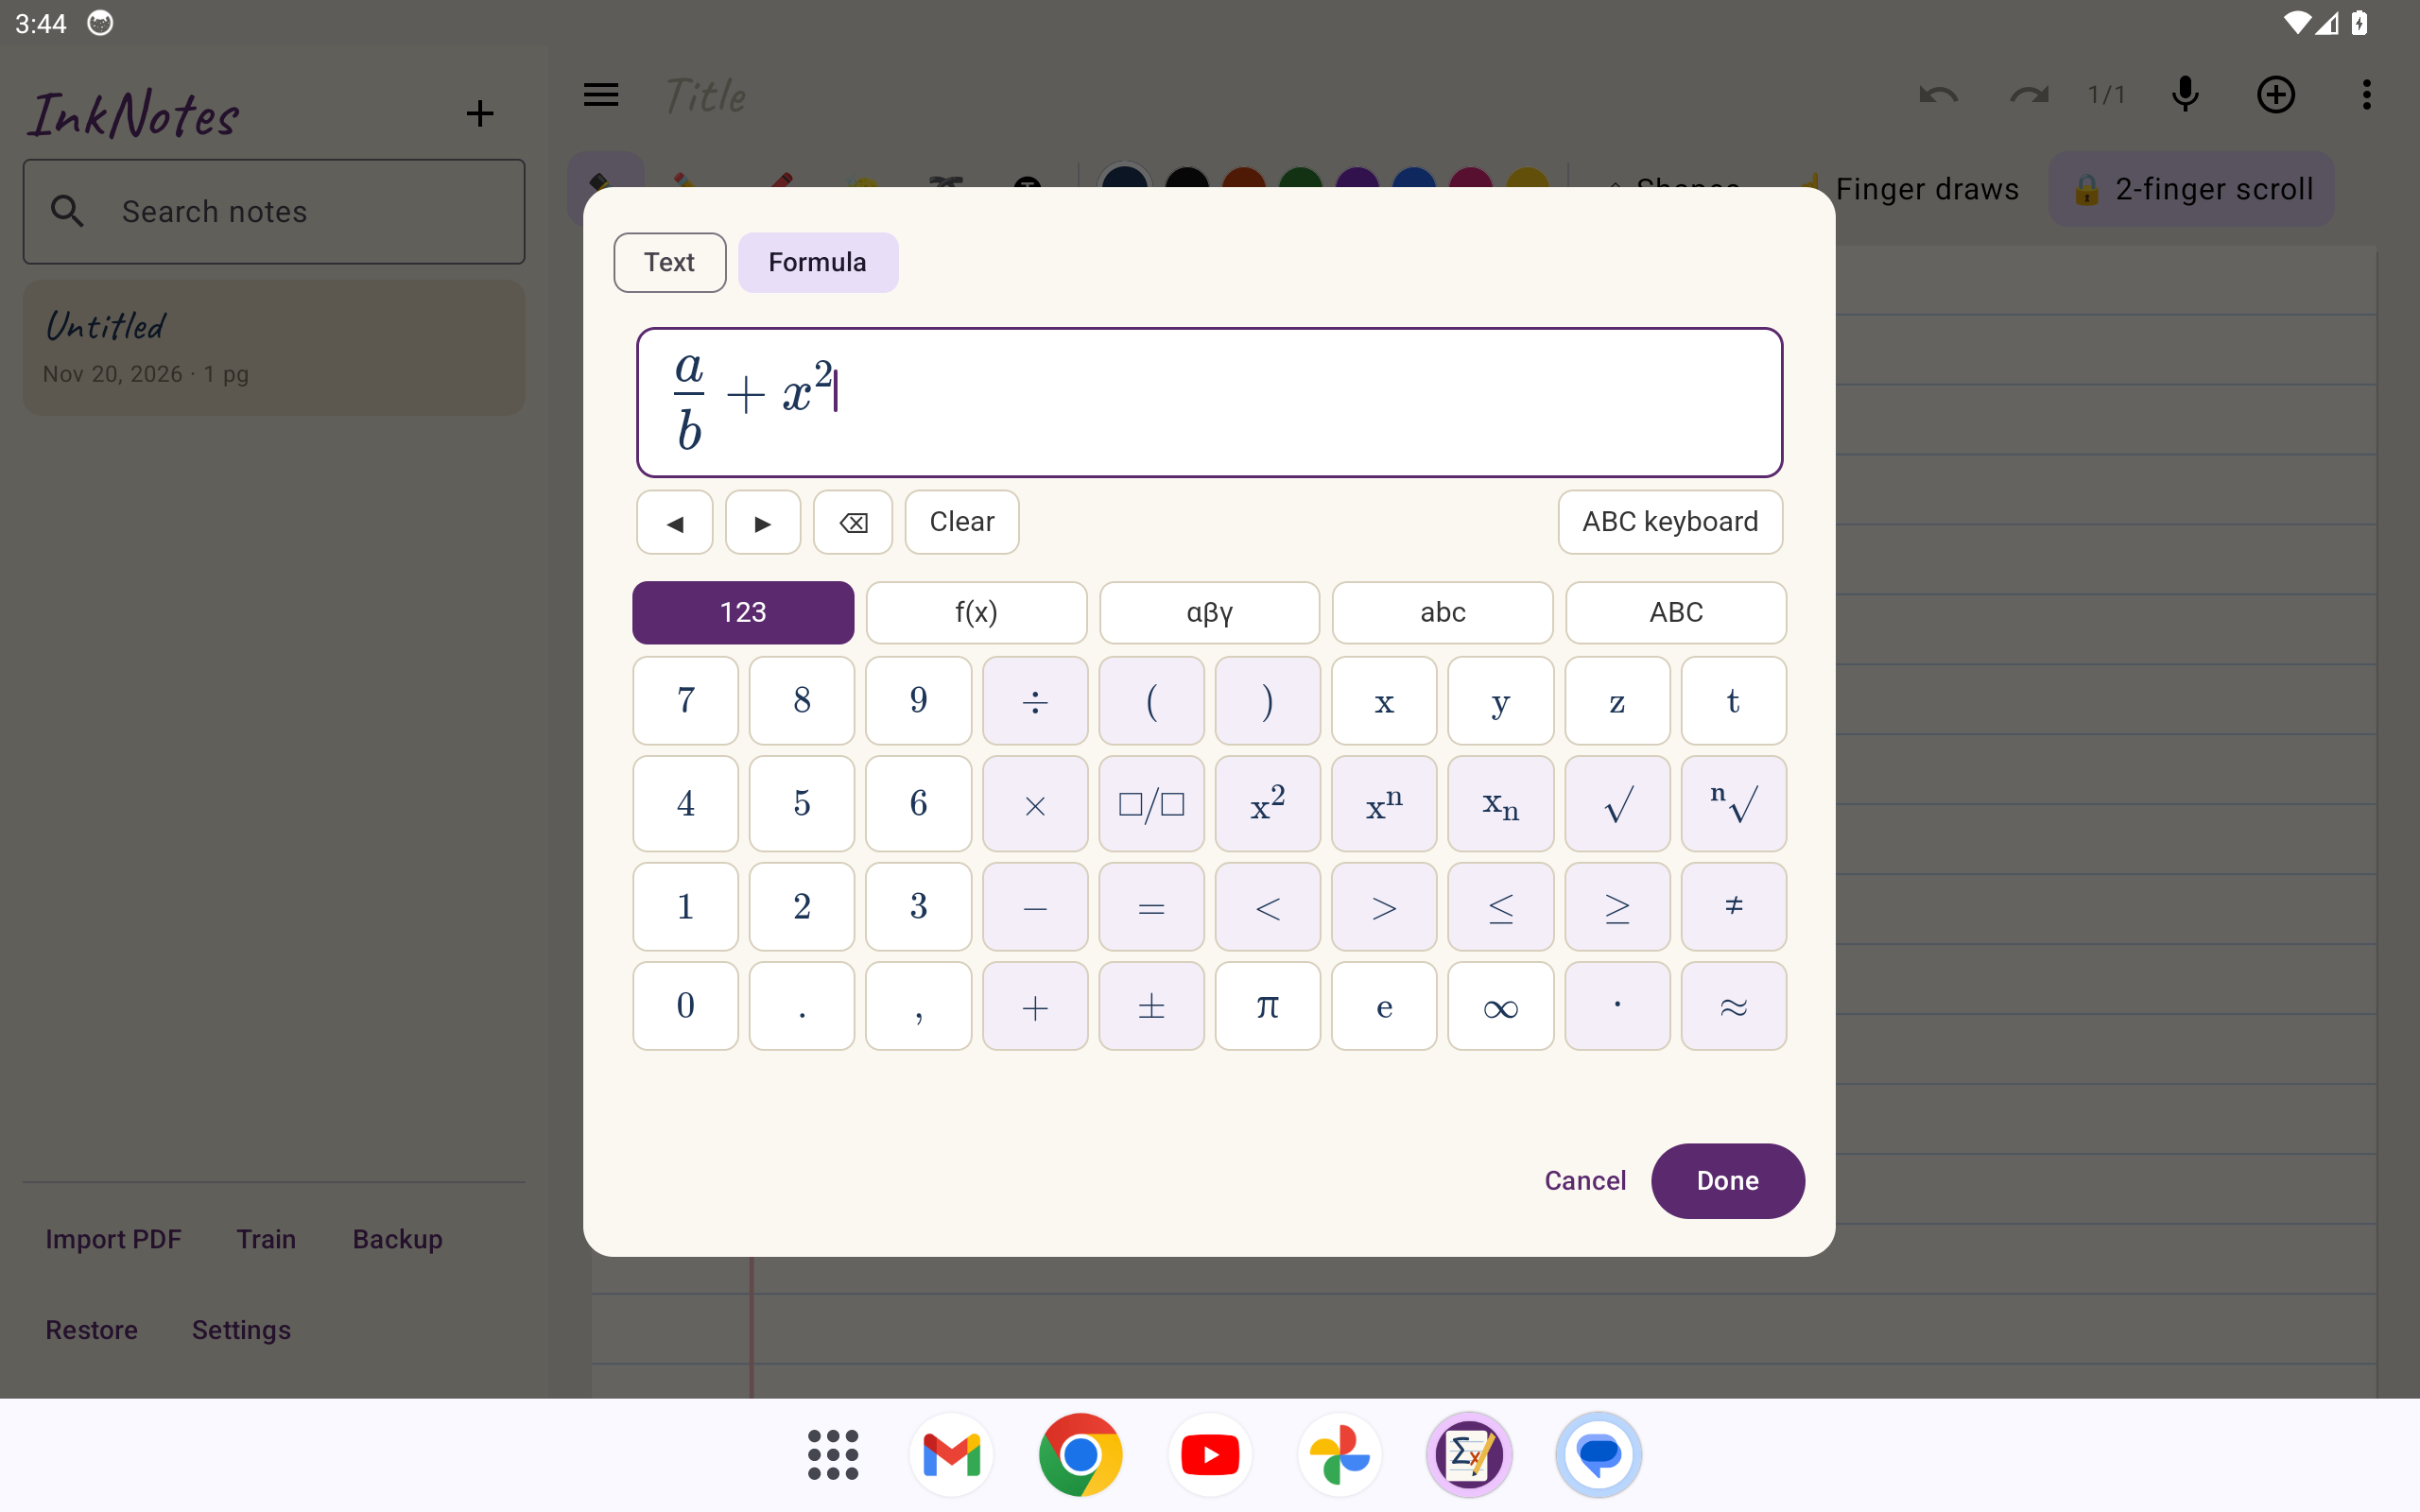 3:44
InkNotes
Search notes
Untitled
Nov 20, 2026 · 1 pg
Import PDF Train Backup
Restore Settings
Title
1/1
Shapes Finger draws 2-finger scroll
Text Formula
a/b + x²
◀ ▶ ⌫ Clear ABC keyboard
123 f(x) αβγ abc ABC
7 8 9 ÷ ( ) x y z t
4 5 6 × □/□ x² xⁿ xₙ √ ⁿ√
1 2 3 − = < > ≤ ≥ ≠
0 . , + ± π e ∞ · ≈
Cancel Done